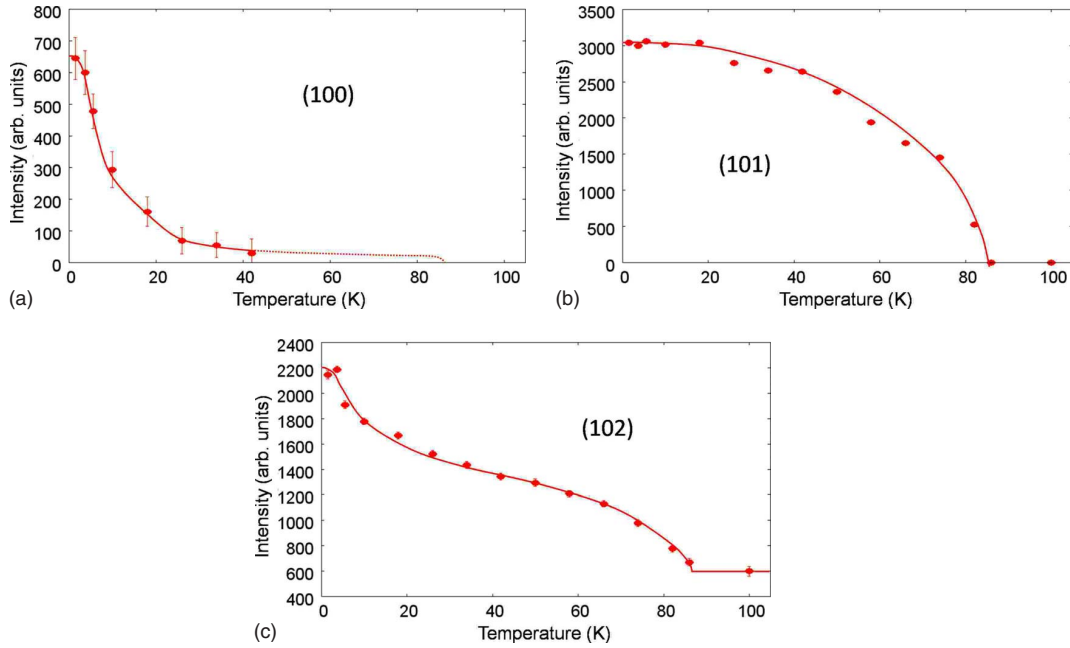 800
700
600
500
400
300
200
100
0
Intensity (arb. units)
(100)
0 20 40 60 80 100
Temperature (K)
(a)
3500
3000
2500
2000
1500
1000
500
0
Intensity (arb. units)
(101)
0 20 40 60 80 100
Temperature (K)
(b)
2400
2200
2000
1800
1600
1400
1200
1000
800
600
400
Intensity (arb. units)
(102)
0 20 40 60 80 100
Temperature (K)
(c)